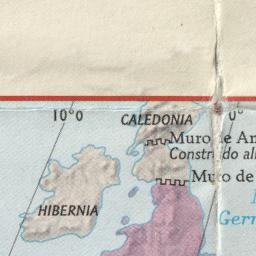 10°0
0°
CALEDONIA
Muro de An
Construido al
Muro de
HIBERNIA
Germ